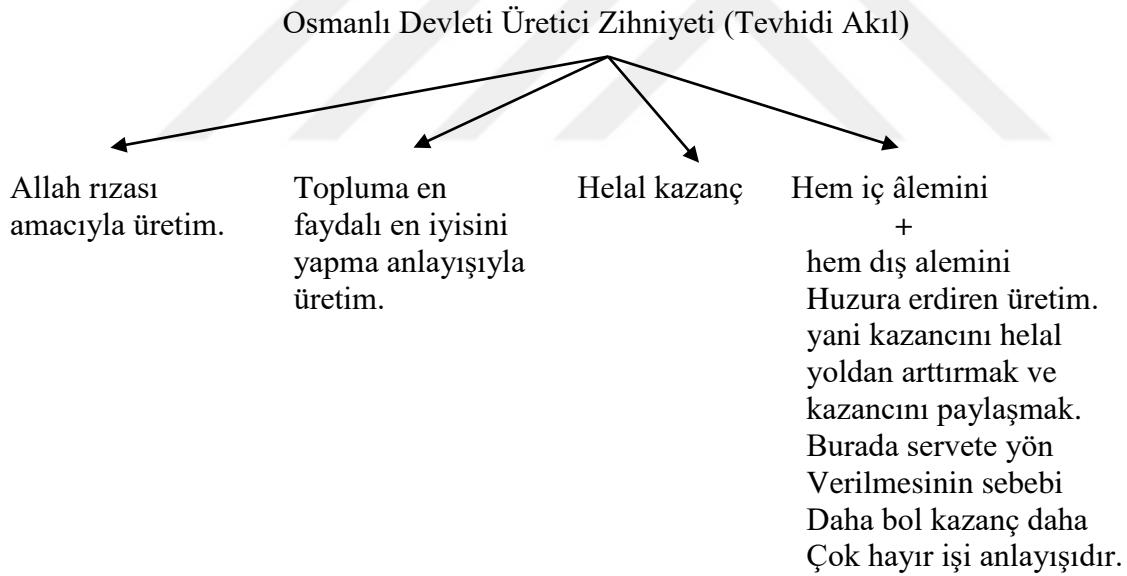 Osmanlı Devleti Üretici Zihniyeti (Tevhidi Akıl)
Allah rızası
amacıyla üretim.
Topluma en
faydalı en iyisini
yapma anlayışıyla
üretim.
Helal kazanç
Hem iç âlemini
+
hem dış alemini
Huzura erdiren üretim.
yani kazancını helal
yoldan arttırmak ve
kazancını paylaşmak.
Burada servete yön
Verilmesinin sebebi
Daha bol kazanç daha
Çok hayır işi anlayışıdır.